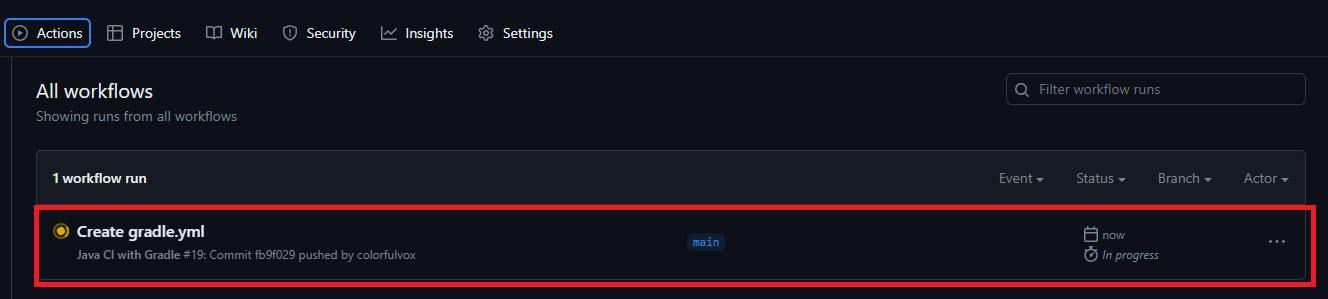 Actions Projects Wiki Security Insights Settings
All workflows
Filter workflow runs
Showing runs from all workflows
1 workflow run Event Status Branch Actor
Create gradle.yml
main
now
Java CI with Gradle #19: Commit fb9f029 pushed by colorfulvox
In progress